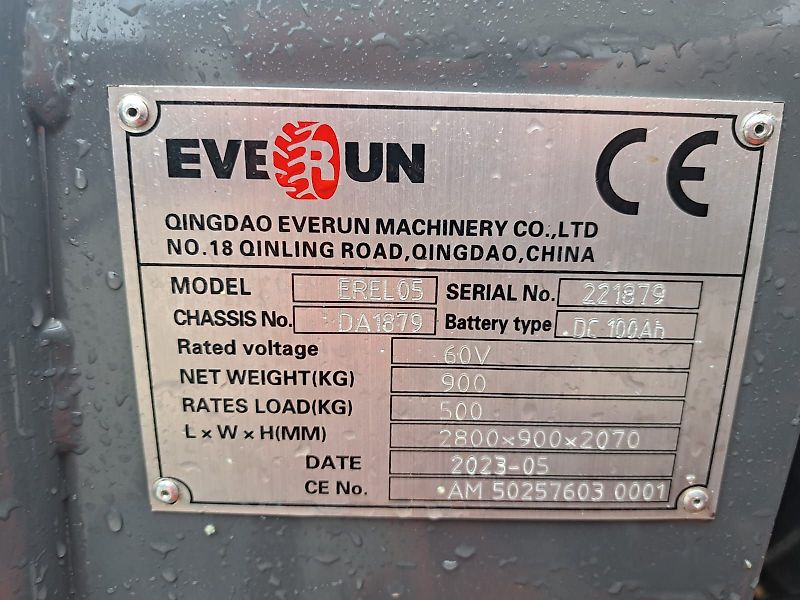 EVERUN CE
QINGDAO EVERUN MACHINERY CO.,LTD
NO.18 QINLING ROAD,QINGDAO,CHINA
MODEL EREL05 SERIAL No. 221879
CHASSIS No. DA1879 Battery type DC 100Ah
Rated voltage 60V
NET WEIGHT(KG) 900
RATES LOAD(KG) 500
L×W×H(MM) 2800×900×2070
DATE 2023-05
CE No. AM 50257603 0001